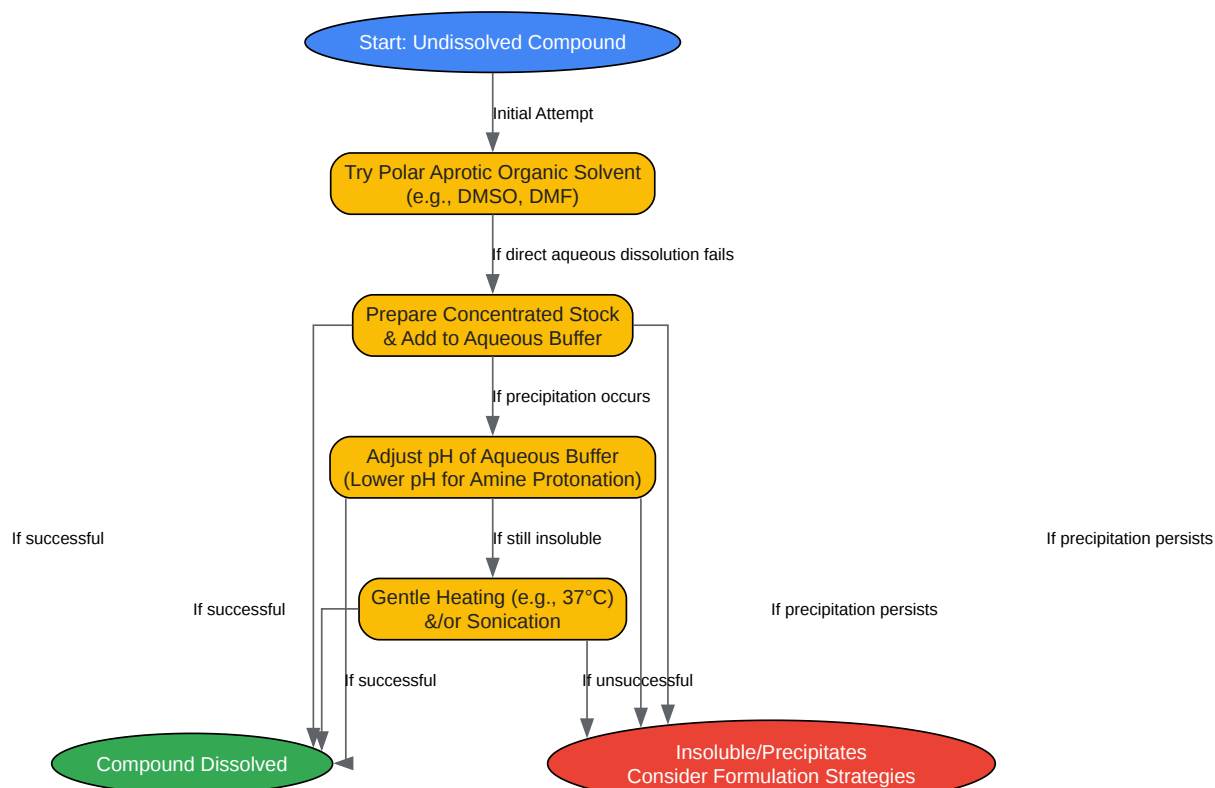 Start: Undissolved Compound
Initial Attempt
Try Polar Aprotic Organic Solvent
(e.g., DMSO, DMF)
If direct aqueous dissolution fails
Prepare Concentrated Stock
& Add to Aqueous Buffer
If precipitation occurs
Adjust pH of Aqueous Buffer
(Lower pH for Amine Protonation)
If successful
If still insoluble
If precipitation persists
Gentle Heating (e.g., 37°C)
&/or Sonication
If successful
If precipitation persists
If successful
If unsuccessful
Compound Dissolved
Insoluble/Precipitates
Consider Formulation Strategies